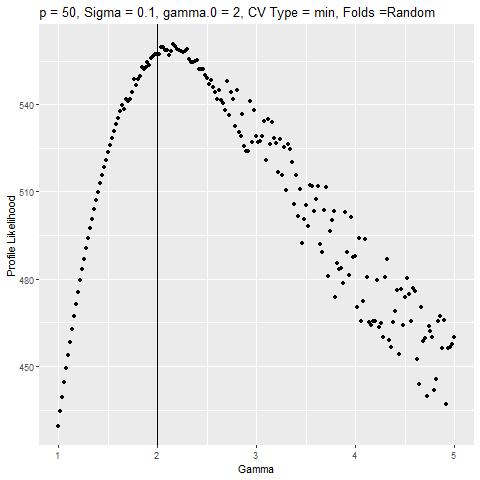 p = 50, Sigma = 0.1, gamma.0 = 2, CV Type = min, Folds =Random
Profile Likelihood
540
510
480
450
1 2 3 4 5
Gamma